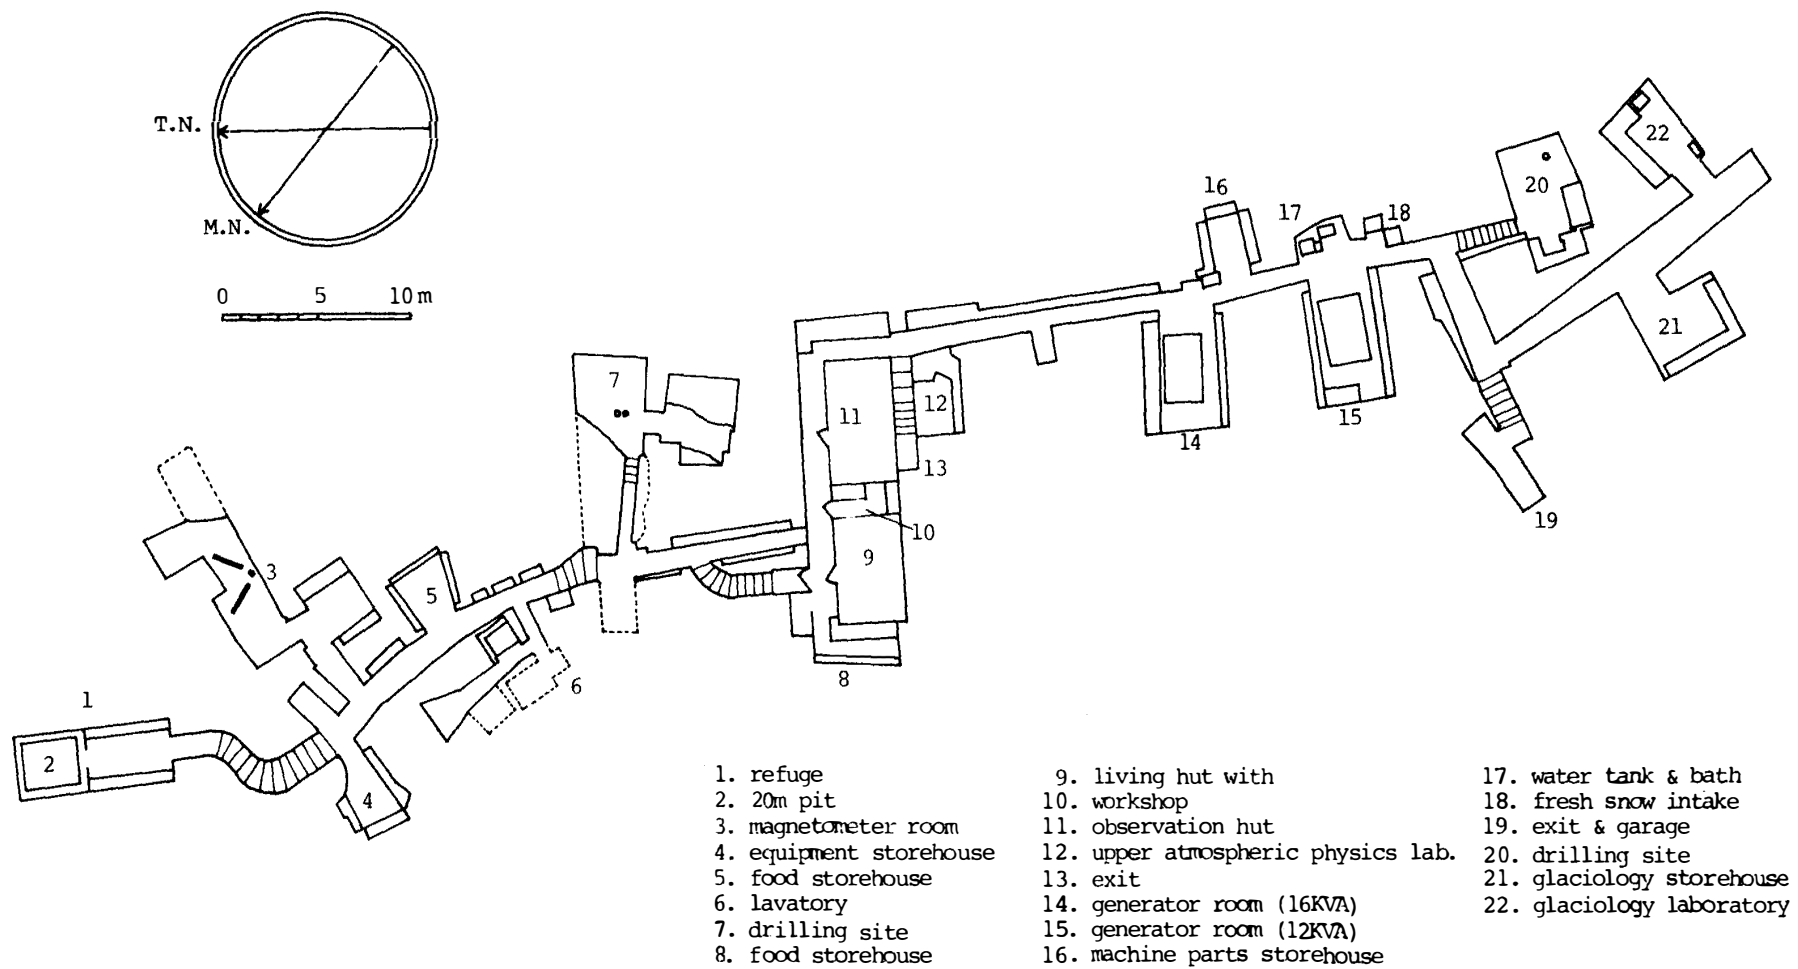 T.N.
M.N.
0 5 10m
1
2
3
4
5
6
7
8
9
10
11
12
13
14
15
16
17
18
19
20
21
22
1. refuge
2. 20m pit
3. magnetometer room
4. equipment storehouse
5. food storehouse
6. lavatory
7. drilling site
8. food storehouse
9. living hut with
10. workshop
11. observation hut
12. upper atmospheric physics lab.
13. exit
14. generator room (16KVA)
15. generator room (12KVA)
16. machine parts storehouse
17. water tank & bath
18. fresh snow intake
19. exit & garage
20. drilling site
21. glaciology storehouse
22. glaciology laboratory